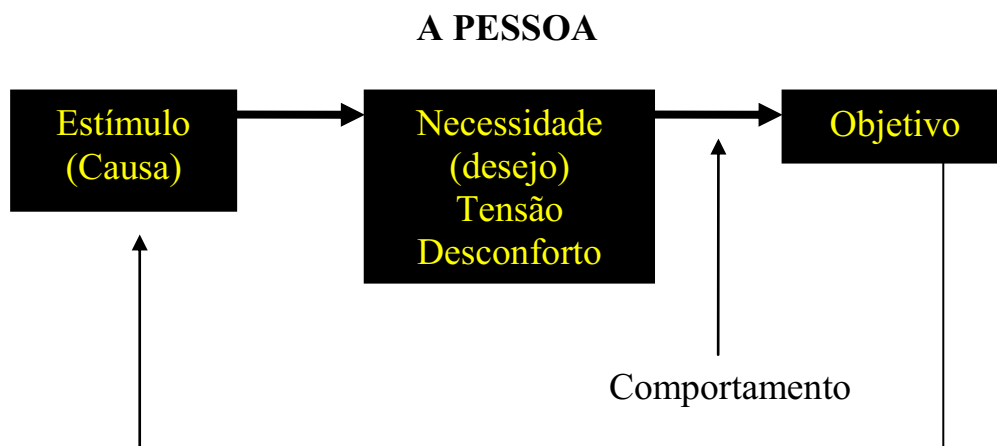 A PESSOA
Estímulo
(Causa)
Necessidade
(desejo)
Tensão
Desconforto
Objetivo
Comportamento